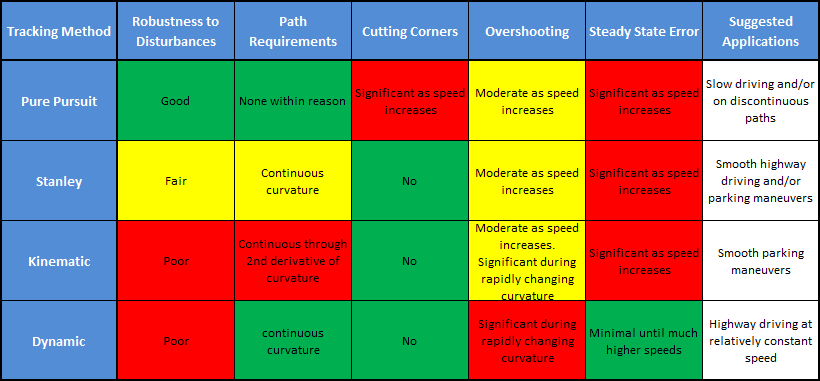 Tracking Method
Robustness to
Disturbances
Path
Requirements
Cutting Corners
Overshooting
Steady State Error
Suggested
Applications
Pure Pursuit
Good
None within reason
Significant as speed
increases
Moderate as speed
increases
Significant as speed
increases
Slow driving and/or
on discontinuous
paths
Stanley
Fair
Continuous
curvature
No
Moderate as speed
increases
Significant as speed
increases
Smooth highway
driving and/or
parking maneuvers
Kinematic
Poor
Continuous through
2nd derivative of
curvature
No
Moderate as speed
increases.
Significant during
rapidly changing
curvature
Significant as speed
increases
Smooth parking
maneuvers
Dynamic
Poor
continuous
curvature
No
Significant during
rapidly changing
curvature
Minimal until much
higher speeds
Highway driving at
relatively constant
speed